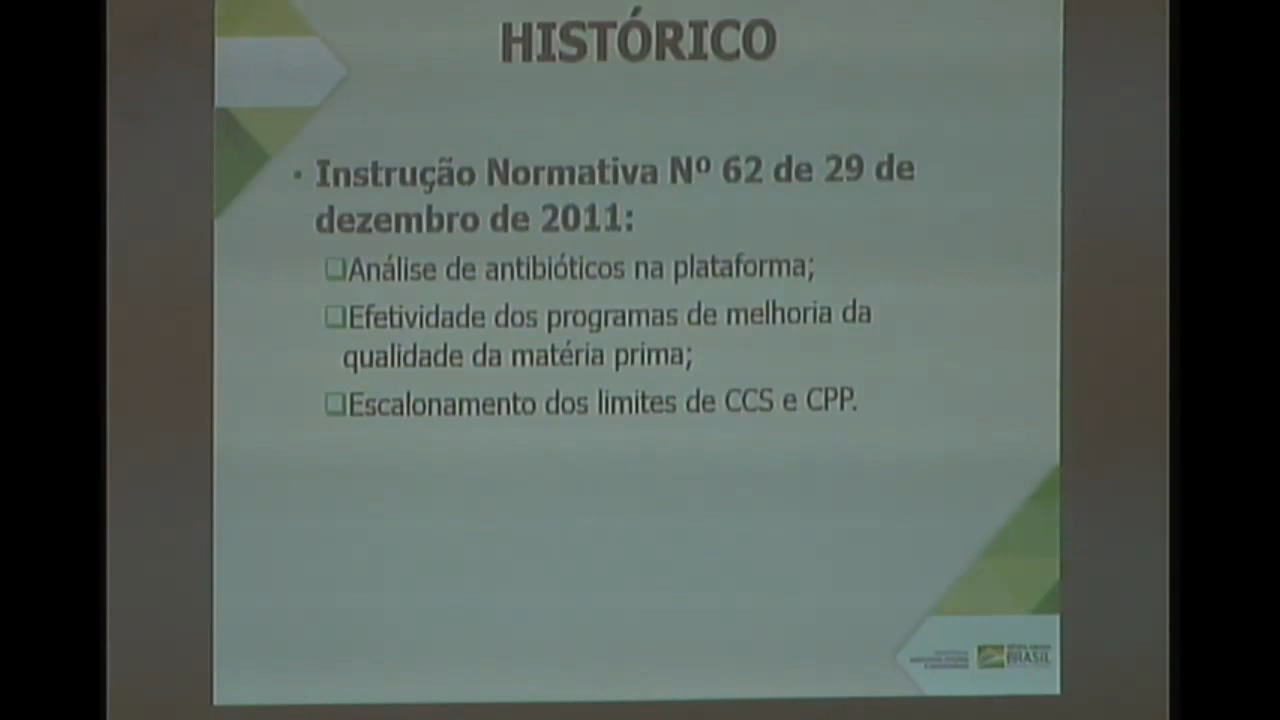 HISTÓRICO
• Instrução Normativa Nº 62 de 29 de
dezembro de 2011:
❑Análise de antibióticos na plataforma;
❑Efetividade dos programas de melhoria da
qualidade da matéria prima;
❑Escalonamento dos limites de CCS e CPP.
BRASIL